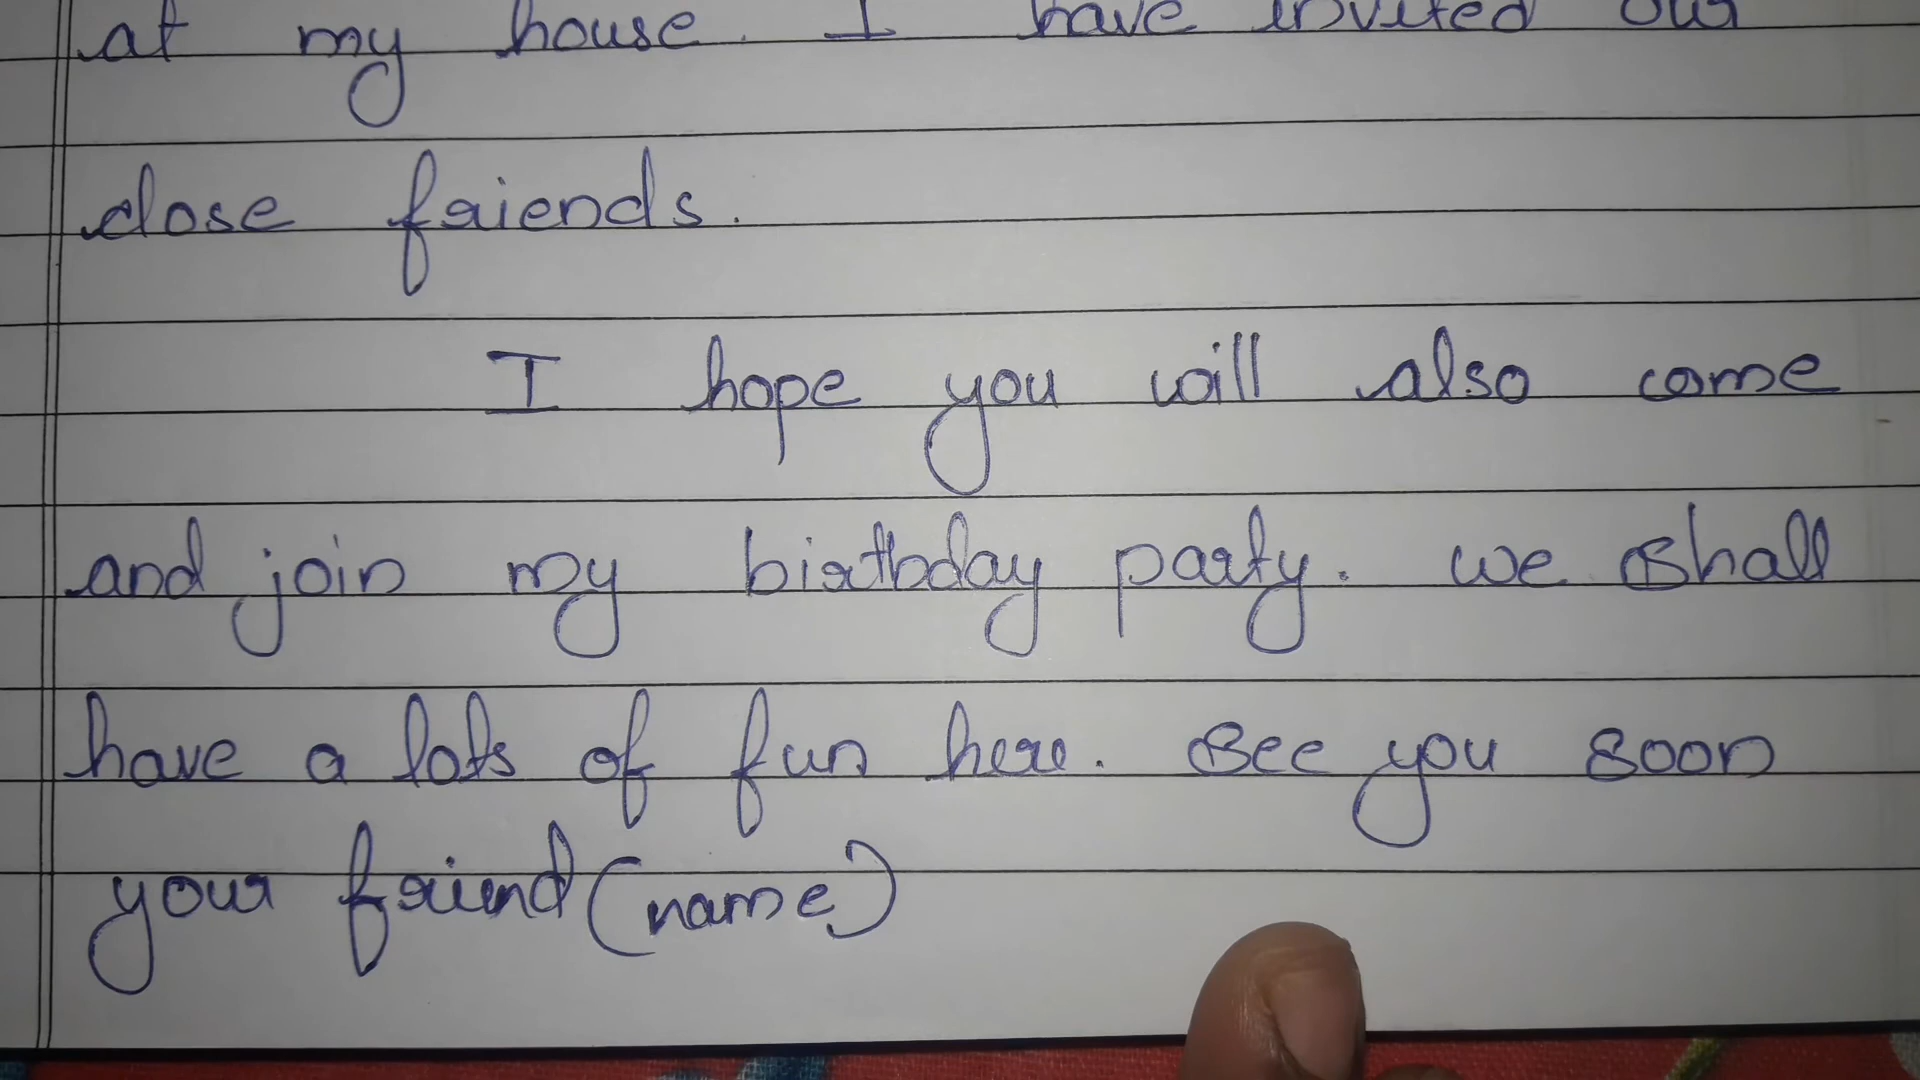 at my house. I have invited our
close friends.
I hope you will also come
and join my birthday party. we shall
have a lots of fun here. See you soon
your friend (name)